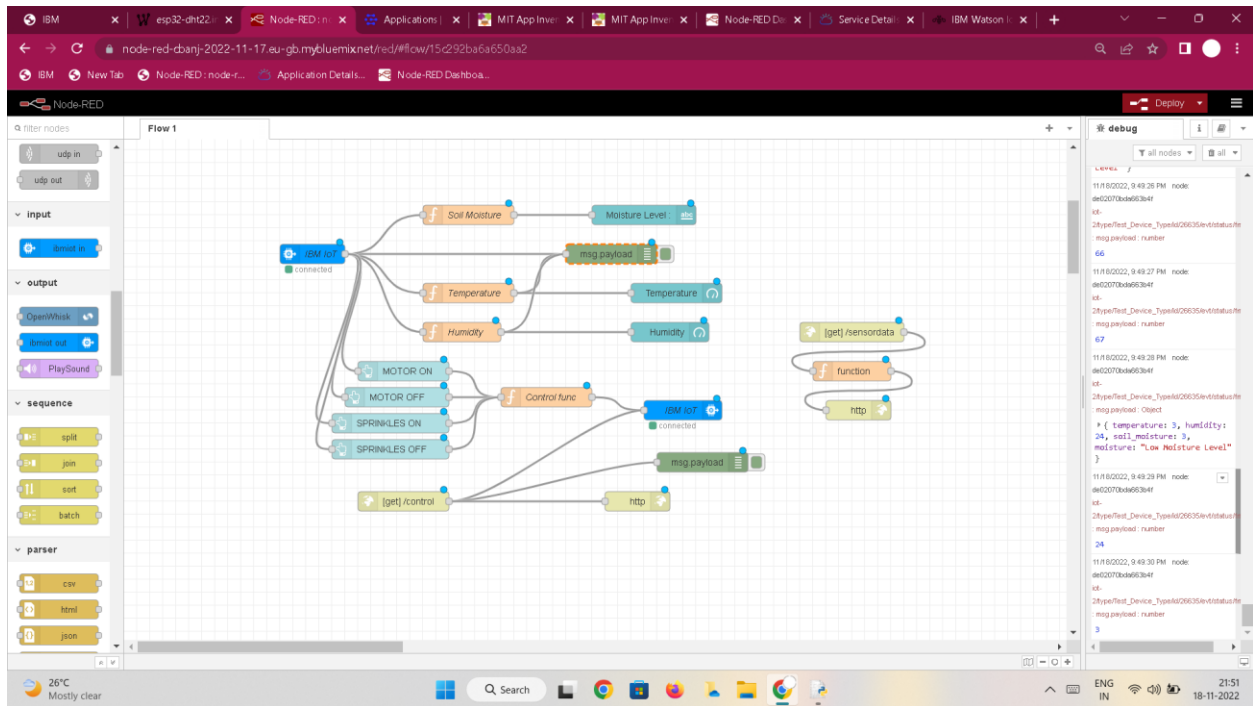 IBM
esp32-dht22.i
Node-RED : n
Applications |
MIT App Inven
MIT App Inven
Node-RED Da
Service Details
IBM Watson I
node-red-cbanj-2022-11-17.eu-gb.mybluemix.net/red/#flow/15c292ba6a650aa2
IBM
New Tab
Node-RED : node-r...
Application Details...
Node-RED Dashboa...
Node-RED
Deploy
filter nodes
Flow 1
debug
i
all nodes
all
udp in
udp out
input
ibmiot in
output
OpenWhisk
ibmiot out
PlaySound
sequence
split
join
sort
batch
parser
csv
html
json
Soil Moisture
Moisture Level :
abc
IBM IoT
connected
msg.payload
Temperature
Temperature
Humidity
Humidity
[get] /sensordata
function
http
MOTOR ON
MOTOR OFF
SPRINKLES ON
SPRINKLES OFF
Control func
IBM IoT
connected
msg.payload
[get] /control
http
Level" }
11/18/2022, 9:49:26 PM node:
de02070bda663b4f
iot-
2/type/Test_Device_Type/id/26635/evt/status/fm
: msg.payload : number
66
11/18/2022, 9:49:27 PM node:
de02070bda663b4f
iot-
2/type/Test_Device_Type/id/26635/evt/status/fm
: msg.payload : number
67
11/18/2022, 9:49:28 PM node:
de02070bda663b4f
iot-
2/type/Test_Device_Type/id/26635/evt/status/fm
: msg.payload : Object
{ temperature: 3, humidity:
24, soil_moisture: 3,
moisture: "Low Moisture Level"
}
11/18/2022, 9:49:29 PM node:
de02070bda663b4f
iot-
2/type/Test_Device_Type/id/26635/evt/status/fm
: msg.payload : number
24
11/18/2022, 9:49:30 PM node:
de02070bda663b4f
iot-
2/type/Test_Device_Type/id/26635/evt/status/fm
: msg.payload : number
3
26°C
Mostly clear
Search
ENG
IN
21:51
18-11-2022